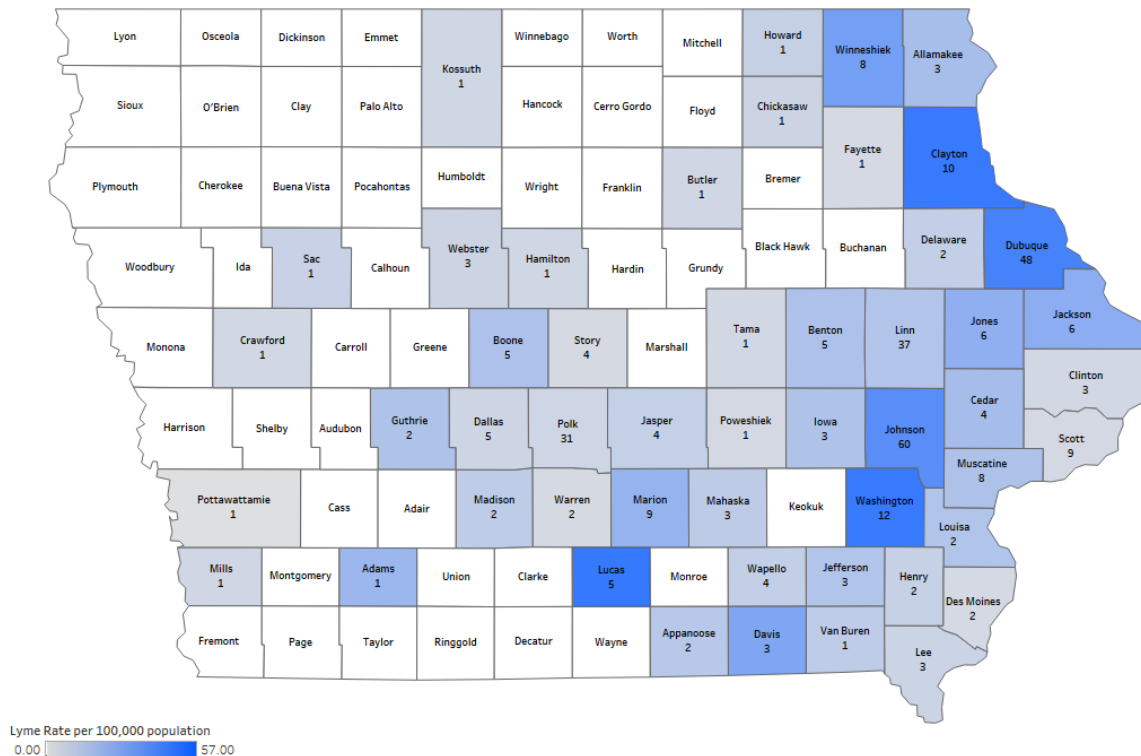 Lyon
Osceola
Dickinson
Emmet
Kossuth
1
Winnebago
Worth
Mitchell
Howard
1
Winneshiek
8
Allamakee
3
Sioux
O'Brien
Clay
Palo Alto
Hancock
Cerro Gordo
Floyd
Chickasaw
1
Fayette
1
Clayton
10
Plymouth
Cherokee
Buena Vista
Pocahontas
Humboldt
Wright
Franklin
Butler
1
Bremer
Woodbury
Ida
Sac
1
Calhoun
Webster
3
Hamilton
1
Hardin
Grundy
Black Hawk
Buchanan
Delaware
2
Dubuque
48
Monona
Crawford
1
Carroll
Greene
Boone
5
Story
4
Marshall
Tama
1
Benton
5
Linn
37
Jones
6
Jackson
6
Clinton
3
Harrison
Shelby
Audubon
Guthrie
2
Dallas
5
Polk
31
Jasper
4
Poweshiek
1
Iowa
3
Johnson
60
Cedar
4
Scott
9
Muscatine
8
Pottawattamie
1
Cass
Adair
Madison
2
Warren
2
Marion
9
Mahaska
3
Keokuk
Washington
12
Louisa
2
Mills
1
Montgomery
Adams
1
Union
Clarke
Lucas
5
Monroe
Wapello
4
Jefferson
3
Henry
2
Des Moines
2
Fremont
Page
Taylor
Ringgold
Decatur
Wayne
Appanoose
2
Davis
3
Van Buren
1
Lee
3
Lyme Rate per 100,000 population
0.00 57.00